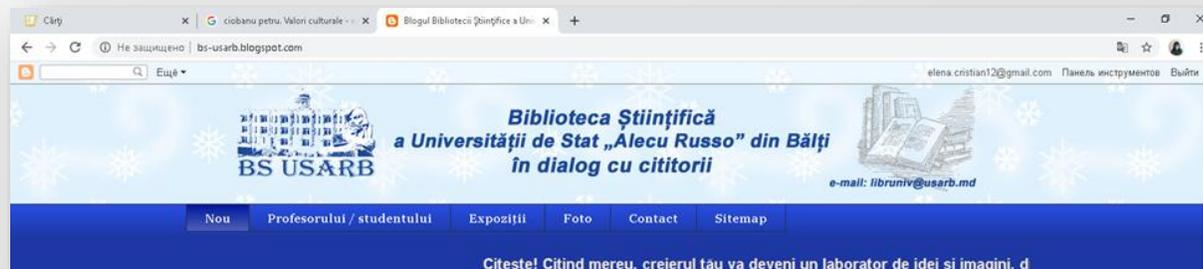 Cărți
ciobanu petru. Valori culturale -
Blogul Bibliotecii Științifice a Uni
Не защищено | bs-usarb.blogspot.com
Ещё
elena.cristian12@gmail.com Панель инструментов Выйти
Biblioteca Științifică
a Universității de Stat „Alecu Russo” din Bălți
în dialog cu cititorii
BS USARB
e-mail: libruniv@usarb.md
Nou Profesorului / studentului Expoziții Foto Contact Sitemap
Citește! Citind mereu, creierul tău va deveni un laborator de idei și imagini, d